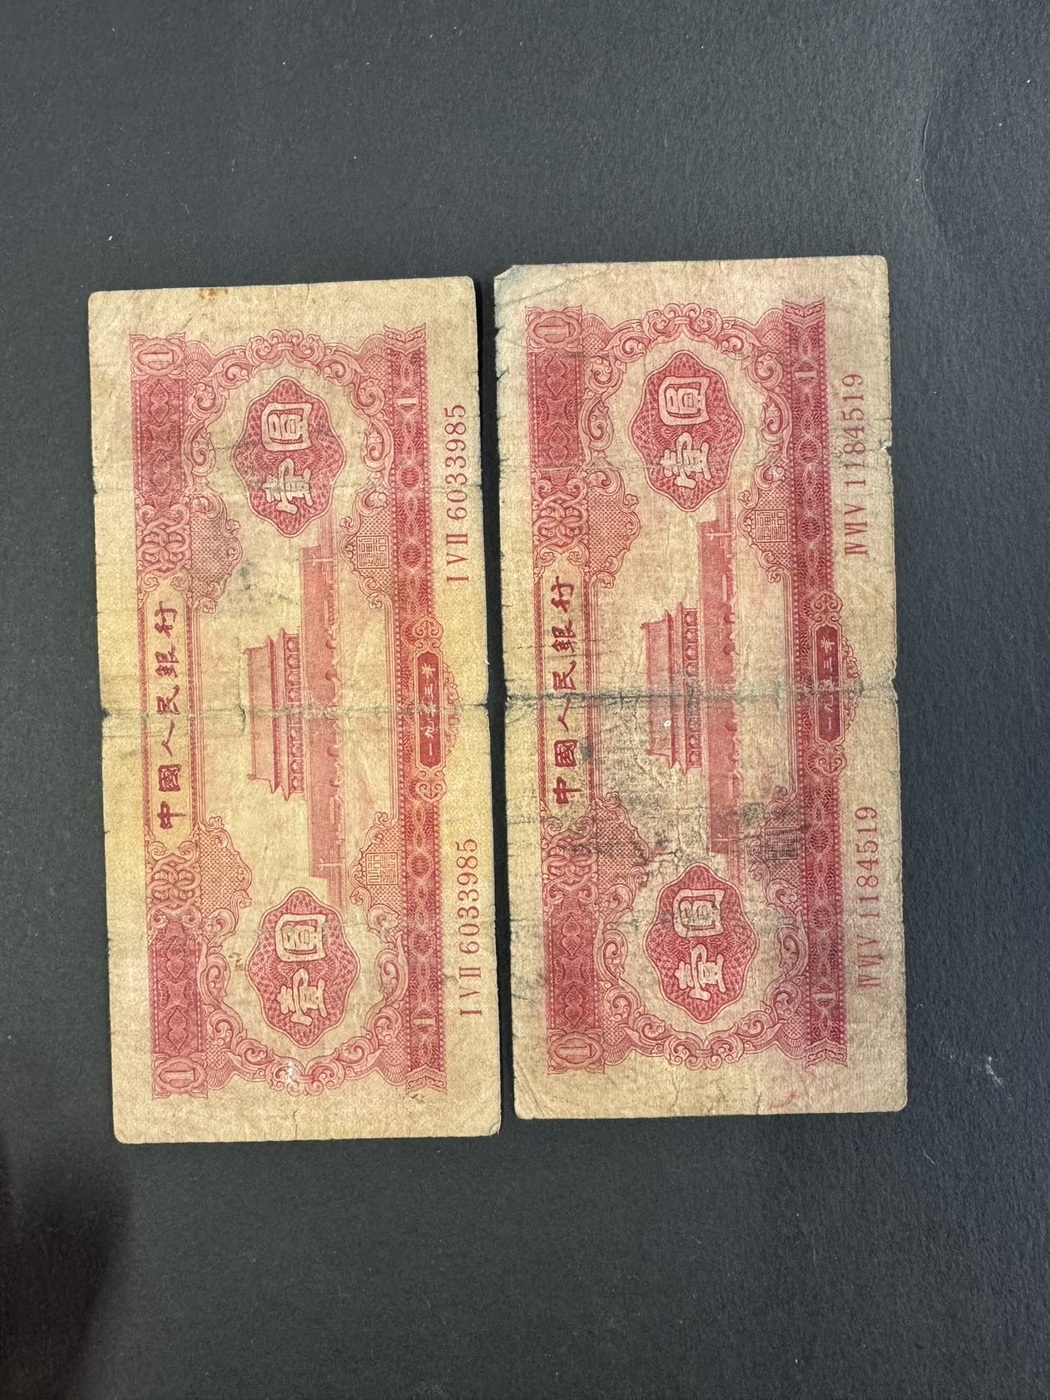 中國人民銀行
壹圓
壹圓
一九五三年
I V II 6033985
I V II 6033985
中國人民銀行
壹圓
壹圓
一九五三年
IV VI V 1184519
IV VI V 1184519